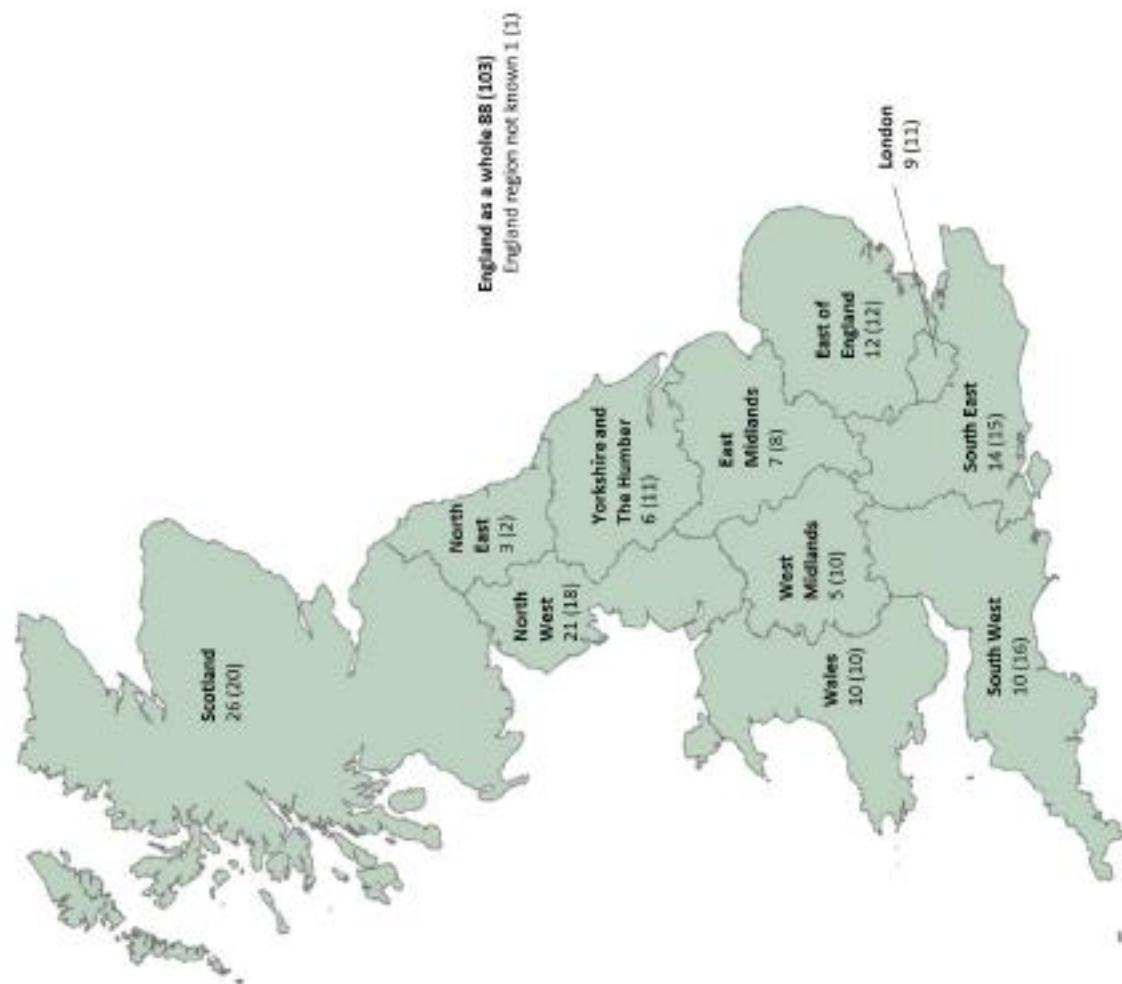 England as a whole 88 (103)
England region not known 1 (1)
Scotland
26 (20)
North
East
3 (2)
North
West
21 (18)
Yorkshire and
The Humber
6 (11)
East
Midlands
7 (8)
West
Midlands
5 (10)
East of
England
12 (12)
Wales
10 (10)
London
9 (11)
South East
14 (15)
South West
10 (16)